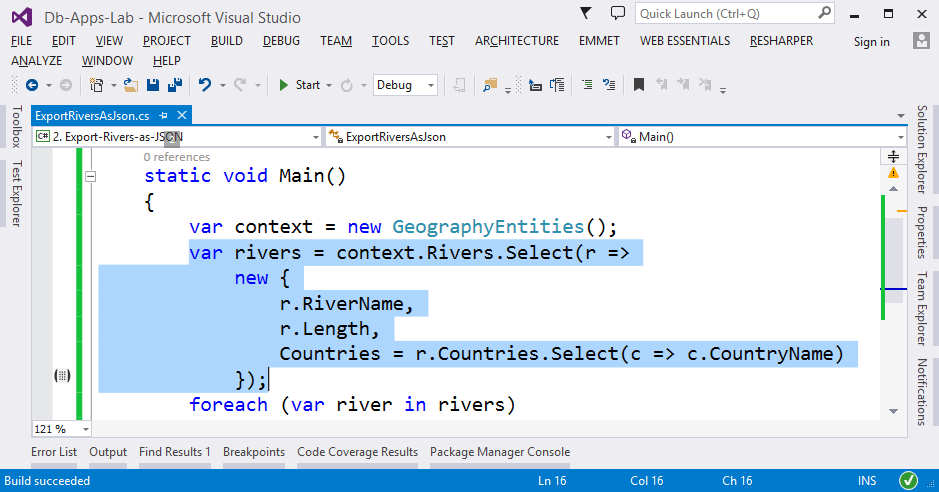 Db-Apps-Lab - Microsoft Visual Studio
Quick Launch (Ctrl+Q)
FILE EDIT VIEW PROJECT BUILD DEBUG TEAM TOOLS TEST ARCHITECTURE EMMET WEB ESSENTIALS RESHARPER Sign in
ANALYZE WINDOW HELP
Start Debug
Toolbox
Test Explorer
ExportRiversAsJson.cs
C# 2. Export-Rivers-as-JSON ExportRiversAsJson Main()
0 references
static void Main()
{
var context = new GeographyEntities();
var rivers = context.Rivers.Select(r =>
new {
r.RiverName,
r.Length,
Countries = r.Countries.Select(c => c.CountryName)
});
foreach (var river in rivers)
121 %
Solution Explorer
Properties
Team Explorer
Notifications
Error List Output Find Results 1 Breakpoints Code Coverage Results Package Manager Console
Build succeeded Ln 16 Col 16 Ch 16 INS